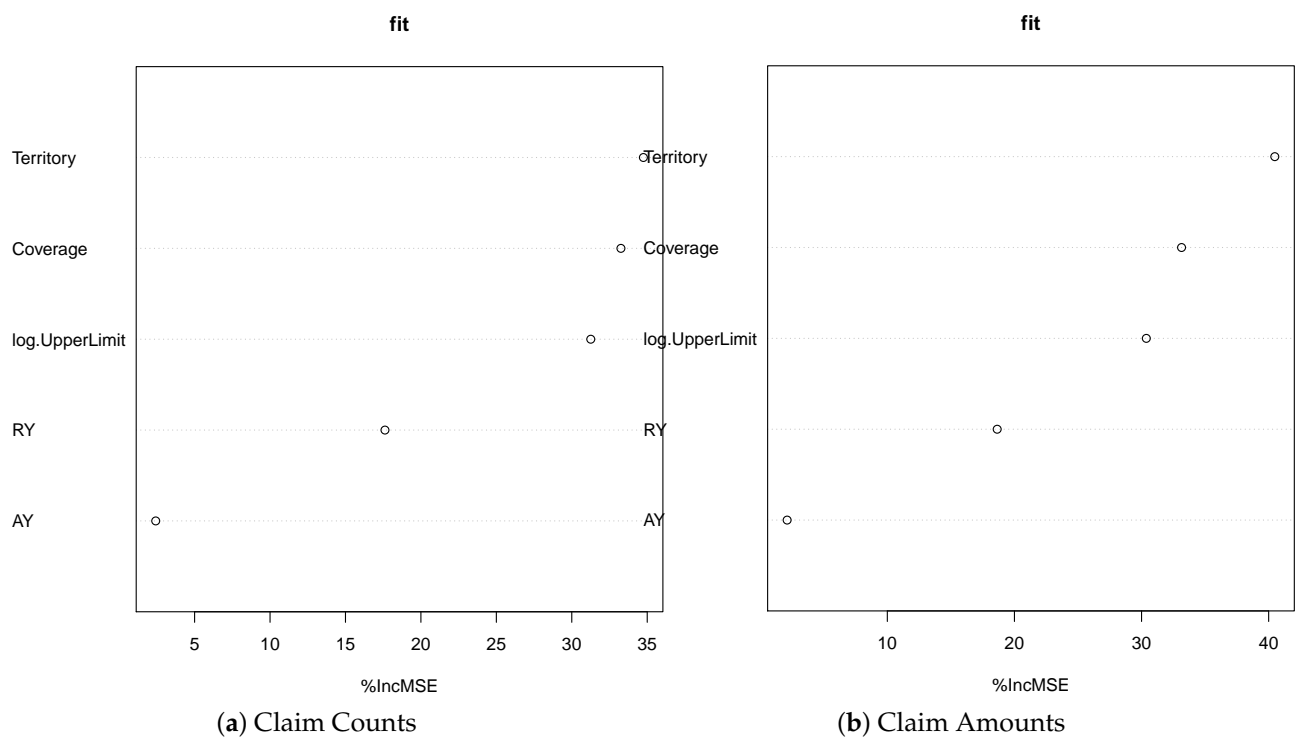 fit
Territory
Coverage
log.UpperLimit
RY
AY
5 10 15 20 25 30 35
%IncMSE
(a) Claim Counts
fit
Territory
Coverage
log.UpperLimit
RY
AY
10 20 30 40
%IncMSE
(b) Claim Amounts